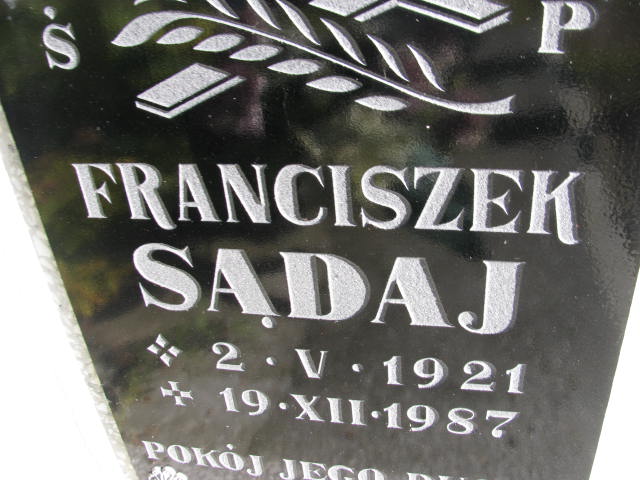 Ś P
FRANCISZEK
SĄDAJ
2 · V · 1921
19 · XII · 1987
POKÓJ JEGO